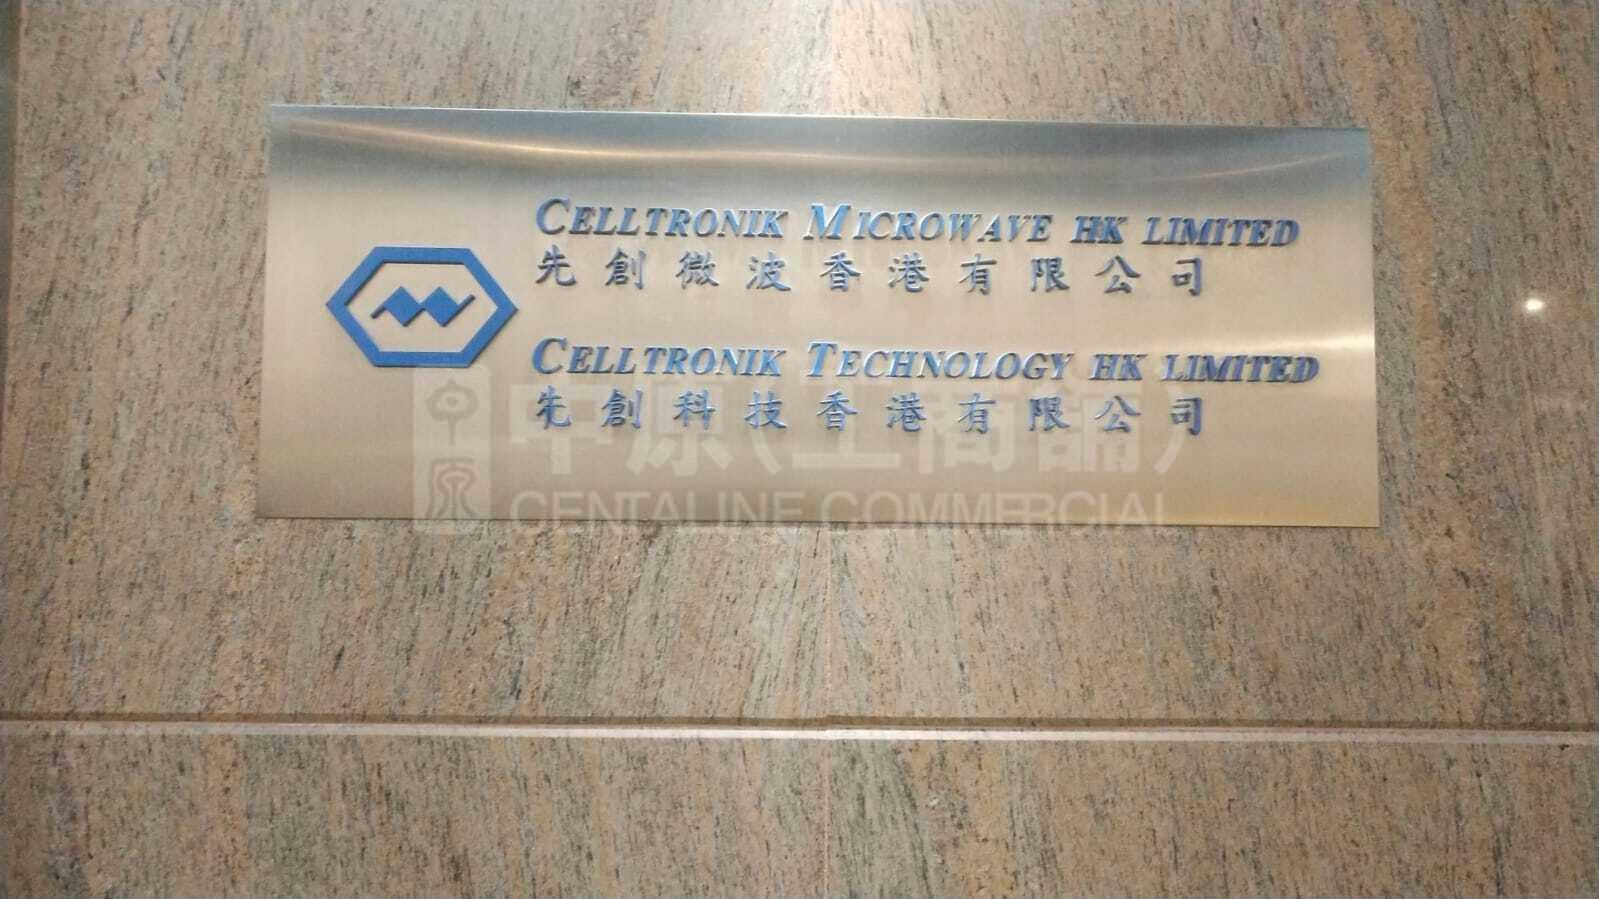 CELLTRONIK MICROWAVE HK LIMITED
先創微波香港有限公司
CELLTRONIK TECHNOLOGY HK LIMITED
先創科技香港有限公司
中原(工商舖)
CENTALINE COMMERCIAL